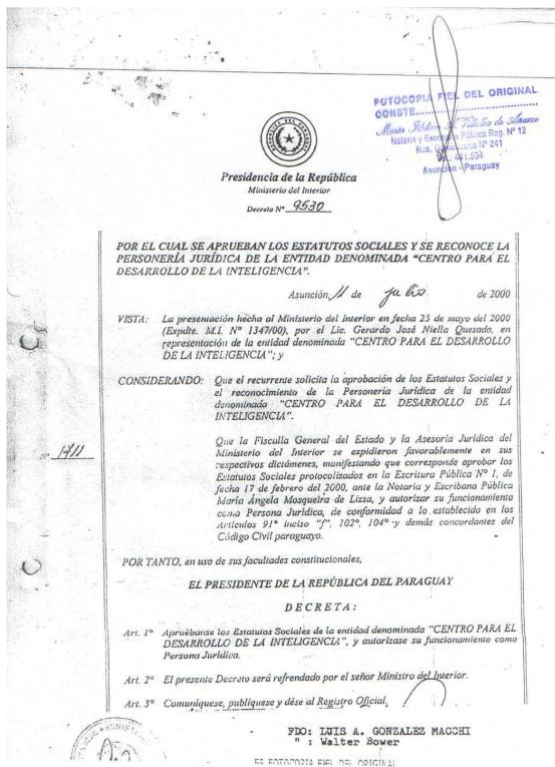 FOTOCOPIA FIEL DEL ORIGINAL
CONSTE
Notaria y Escribana Pública Reg. Nº 12
Nº 241
Asunción - Paraguay
Presidencia de la República
Ministerio del Interior
Decreto Nº 9530
POR EL CUAL SE APRUEBAN LOS ESTATUTOS SOCIALES Y SE RECONOCE LA
PERSONERÍA JURÍDICA DE LA ENTIDAD DENOMINADA “CENTRO PARA EL
DESARROLLO DE LA INTELIGENCIA”.
Asunción, 11 de julio de 2000
VISTA: La presentación hecha al Ministerio del Interior en fecha 25 de mayo del 2000
(Expdte. M.I. Nº 1347/00), por el Lic. Gerardo José Niella Quesada, en
representación de la entidad denominada “CENTRO PARA EL DESARROLLO
DE LA INTELIGENCIA”; y
CONSIDERANDO: Que el recurrente solicita la aprobación de los Estatutos Sociales y
el reconocimiento de la Personería Jurídica de la entidad
denominada “CENTRO PARA EL DESARROLLO DE LA
INTELIGENCIA”.
Que la Fiscalía General del Estado y la Asesoría Jurídica del
Ministerio del Interior se expidieron favorablemente en sus
respectivos dictámenes, manifestando que corresponde aprobar los
Nº 1711
Estatutos Sociales protocolizados en la Escritura Pública Nº 1, de
fecha 17 de febrero del 2000, ante la Notaria y Escribana Pública
María Ángela Mosqueira de Lizza, y autorizar su funcionamiento
como Persona Jurídica, de conformidad a lo establecido en los
Artículos 91º inciso “f”, 102º, 104º y demás concordantes del
Código Civil paraguayo.
POR TANTO, en uso de sus facultades constitucionales,
EL PRESIDENTE DE LA REPÚBLICA DEL PARAGUAY
D E C R E T A :
Art. 1º Apruébanse los Estatutos Sociales de la entidad denominada “CENTRO PARA EL
DESARROLLO DE LA INTELIGENCIA”, y autorízase su funcionamiento como
Persona Jurídica.
Art. 2º El presente Decreto será refrendado por el señor Ministro del Interior.
Art. 3º Comuníquese, publíquese y dése al Registro Oficial.
FDO: LUIS A. GONZALEZ MACCHI
" : Walter Bower
ES FOTOCOPIA FIEL DEL ORIGINAL